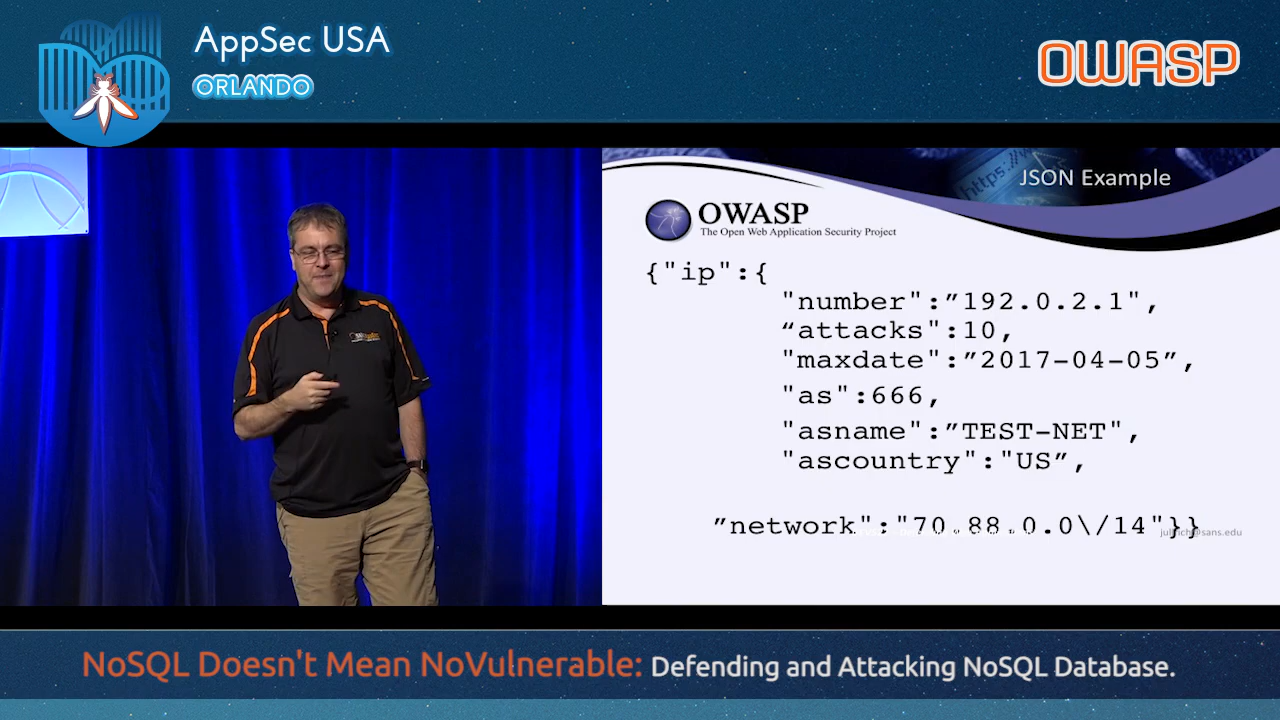 AppSec USA
ORLANDO
OWASP
JSON Example
OWASP
The Open Web Application Security Project
{"ip":{
"number":”192.0.2.1",
“attacks":10,
"maxdate":”2017-04-05”,
"as":666,
"asname":”TEST-NET",
"ascountry":"US”,
”network":"70.88.0.0\/14"}}
NoSQL Doesn't Mean NoVulnerable: Defending and Attacking NoSQL Database.